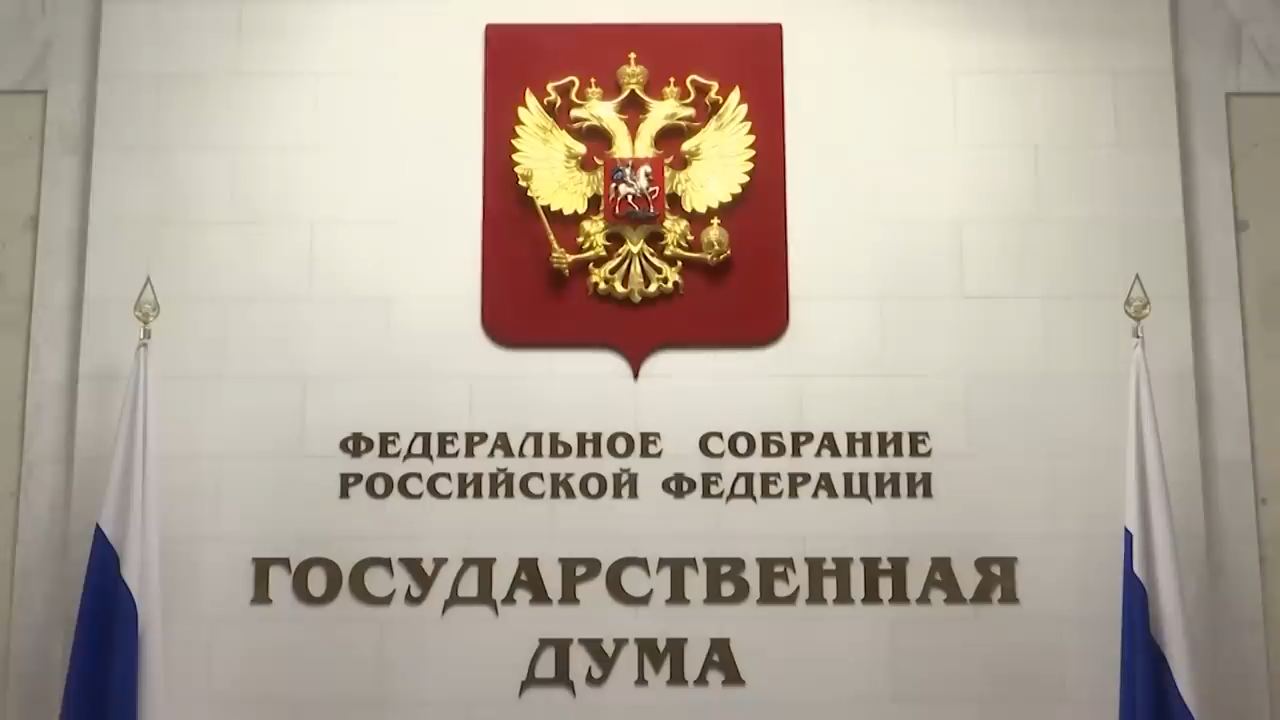 ФЕДЕРАЛЬНОЕ СОБРАНИЕ
РОССИЙСКОЙ ФЕДЕРАЦИИ
ГОСУДАРСТВЕННАЯ
ДУМА